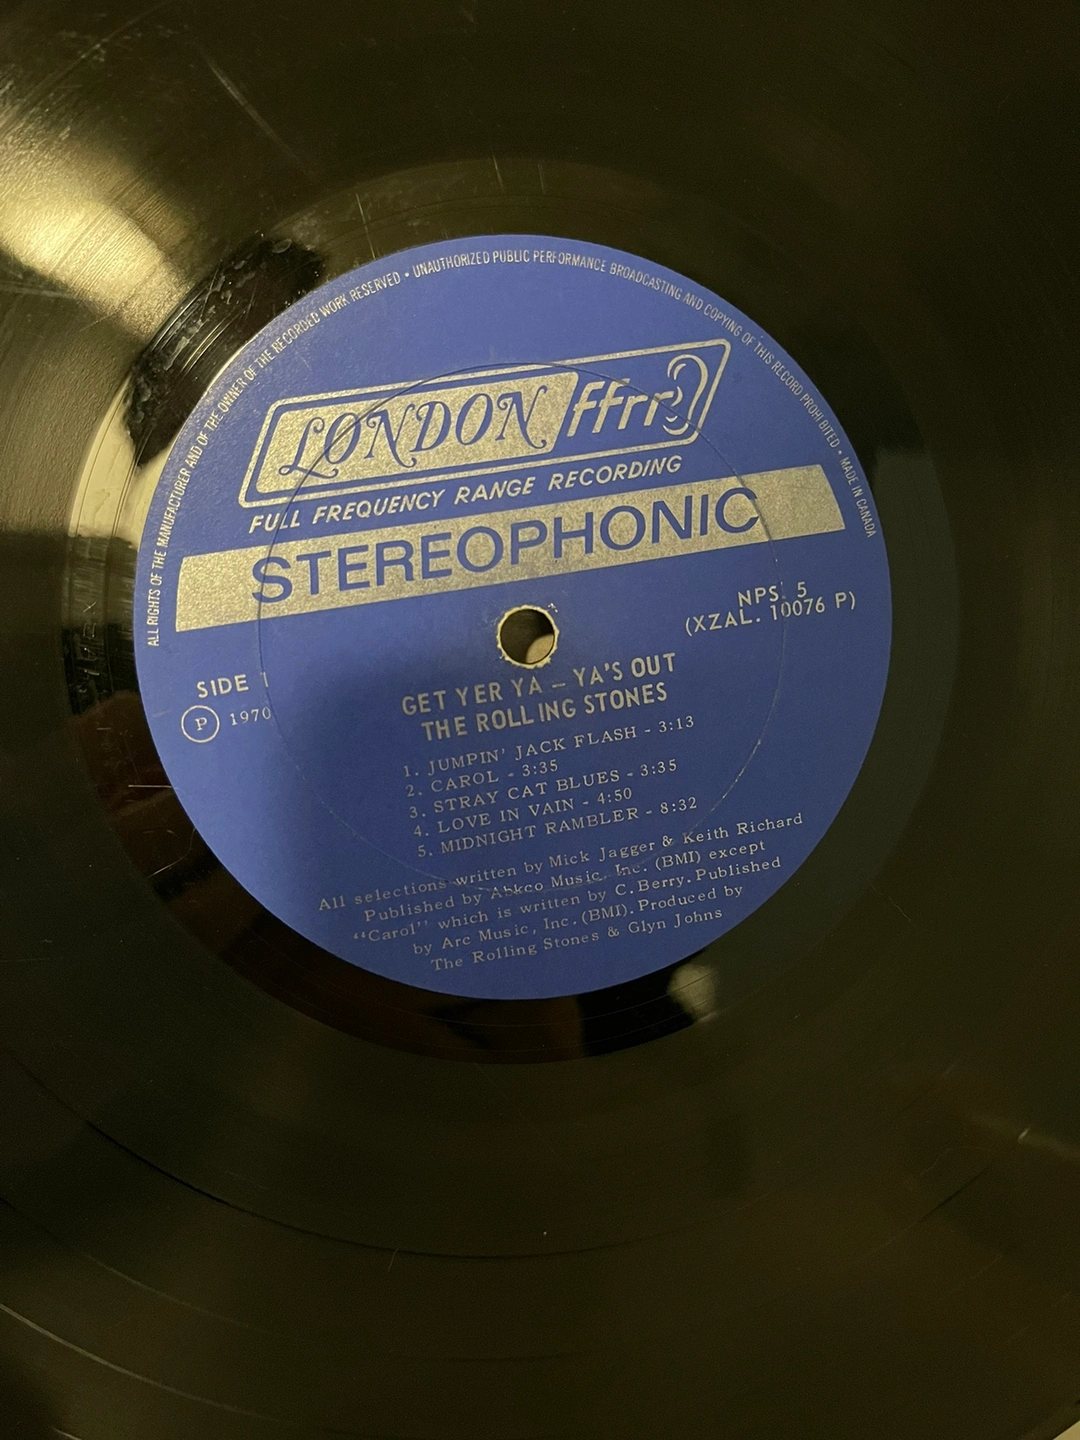 ALL RIGHTS OF THE MANUFACTURER AND OF THE OWNER OF THE RECORDED WORK RESERVED • UNAUTHORIZED PUBLIC PERFORMANCE BROADCASTING AND COPYING OF THIS RECORD PROHIBITED • MADE IN CANADA
LONDON ffrr
FULL FREQUENCY RANGE RECORDING
STEREOPHONIC
NPS. 5
(XZAL. 10076 P)
SIDE 1
Ⓟ 1970
GET YER YA – YA'S OUT
THE ROLLING STONES
1. JUMPIN' JACK FLASH - 3:13
2. CAROL - 3:35
3. STRAY CAT BLUES - 3:35
4. LOVE IN VAIN - 4:50
5. MIDNIGHT RAMBLER - 8:32
All selections written by Mick Jagger & Keith Richard
Published by Abkco Music, Inc. (BMI) except
“Carol” which is written by C. Berry. Published
by Arc Music, Inc. (BMI). Produced by
The Rolling Stones & Glyn Johns